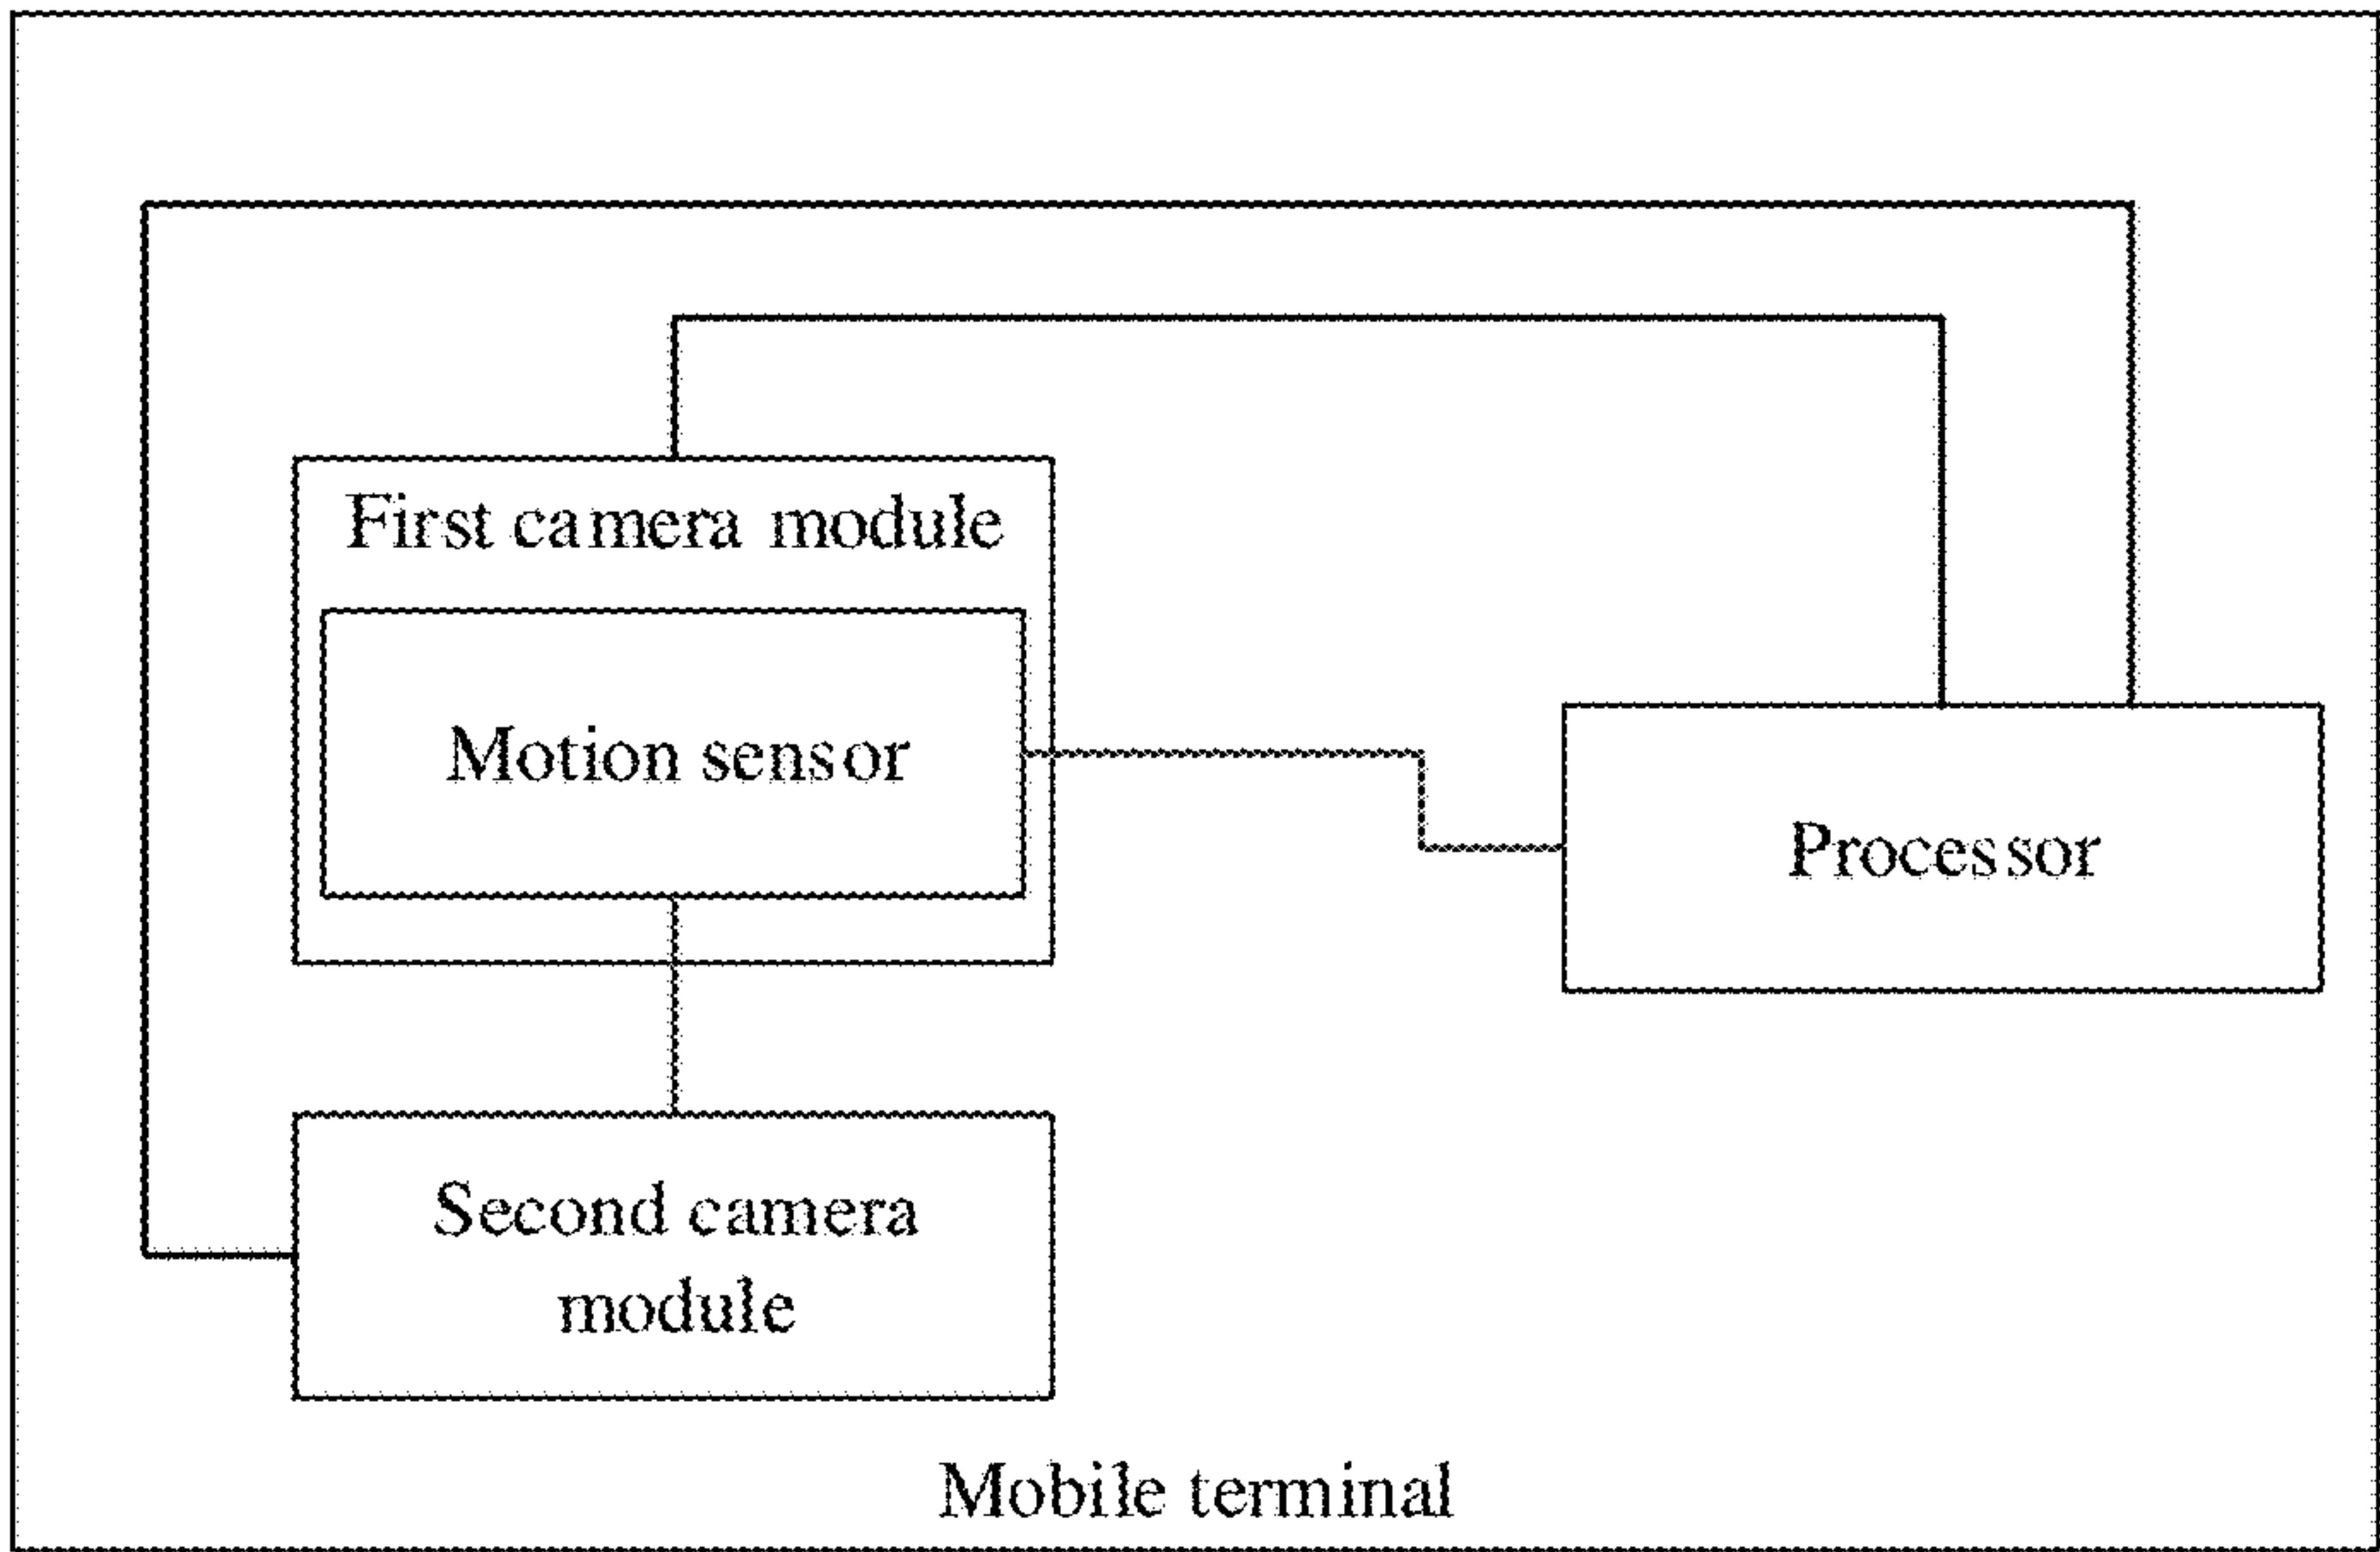 First camera module
Motion sensor
Processor
Second camera
module
Mobile terminal